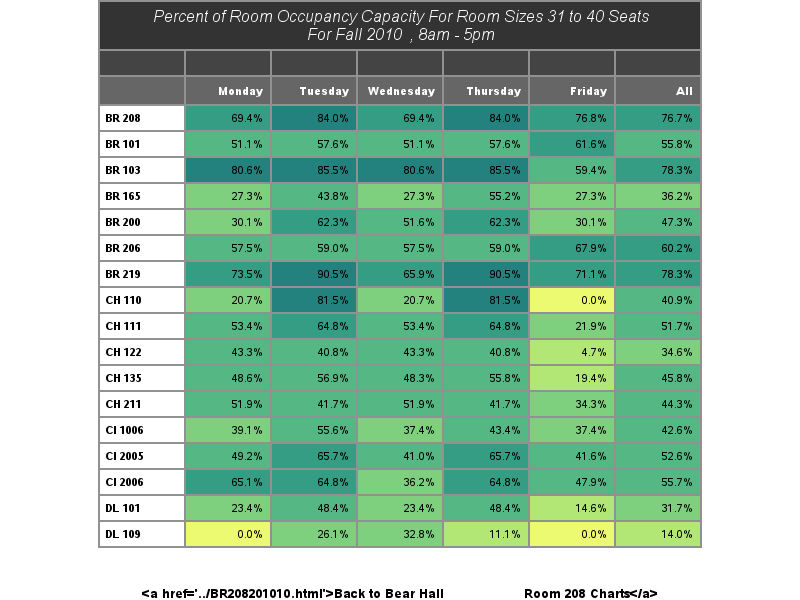 Percent of Room Occupancy Capacity For Room Sizes 31 to 40 Seats
For Fall 2010 , 8am - 5pm
Monday Tuesday Wednesday Thursday Friday All
BR 208 69.4% 84.0% 69.4% 84.0% 76.8% 76.7%
BR 101 51.1% 57.6% 51.1% 57.6% 61.6% 55.8%
BR 103 80.6% 85.5% 80.6% 85.5% 59.4% 78.3%
BR 165 27.3% 43.8% 27.3% 55.2% 27.3% 36.2%
BR 200 30.1% 62.3% 51.6% 62.3% 30.1% 47.3%
BR 206 57.5% 59.0% 57.5% 59.0% 67.9% 60.2%
BR 219 73.5% 90.5% 65.9% 90.5% 71.1% 78.3%
CH 110 20.7% 81.5% 20.7% 81.5% 0.0% 40.9%
CH 111 53.4% 64.8% 53.4% 64.8% 21.9% 51.7%
CH 122 43.3% 40.8% 43.3% 40.8% 4.7% 34.6%
CH 135 48.6% 56.9% 48.3% 55.8% 19.4% 45.8%
CH 211 51.9% 41.7% 51.9% 41.7% 34.3% 44.3%
CI 1006 39.1% 55.6% 37.4% 43.4% 37.4% 42.6%
CI 2005 49.2% 65.7% 41.0% 65.7% 41.6% 52.6%
CI 2006 65.1% 64.8% 36.2% 64.8% 47.9% 55.7%
DL 101 23.4% 48.4% 23.4% 48.4% 14.6% 31.7%
DL 109 0.0% 26.1% 32.8% 11.1% 0.0% 14.0%
<a href='../BR208201010.html'>Back to Bear Hall Room 208 Charts</a>